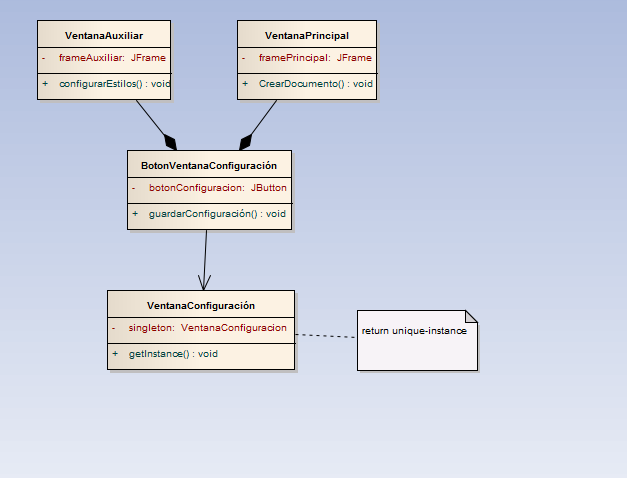 VentanaAuxiliar
- frameAuxiliar: JFrame
+ configurarEstilos() : void
VentanaPrincipal
- framePrincipal: JFrame
+ CrearDocumento() : void
BotonVentanaConfiguración
- botonConfiguracion: JButton
+ guardarConfiguración() : void
VentanaConfiguración
- singleton: VentanaConfiguracion
+ getInstance() : void
return unique-instance